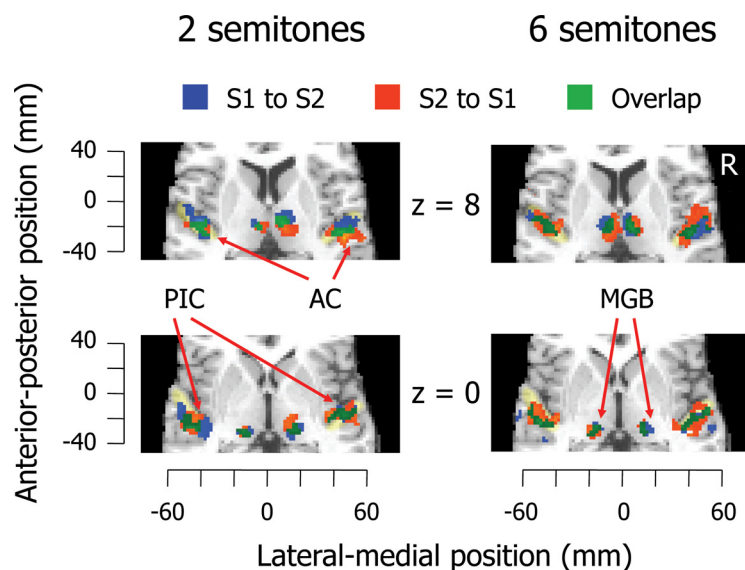 2 semitones 6 semitones
S1 to S2 S2 to S1 Overlap
Anterior-posterior position (mm)
40
0
-40
z = 8
R
PIC AC MGB
40
0
-40
z = 0
-60 0 60 -60 0 60
Lateral-medial position (mm)